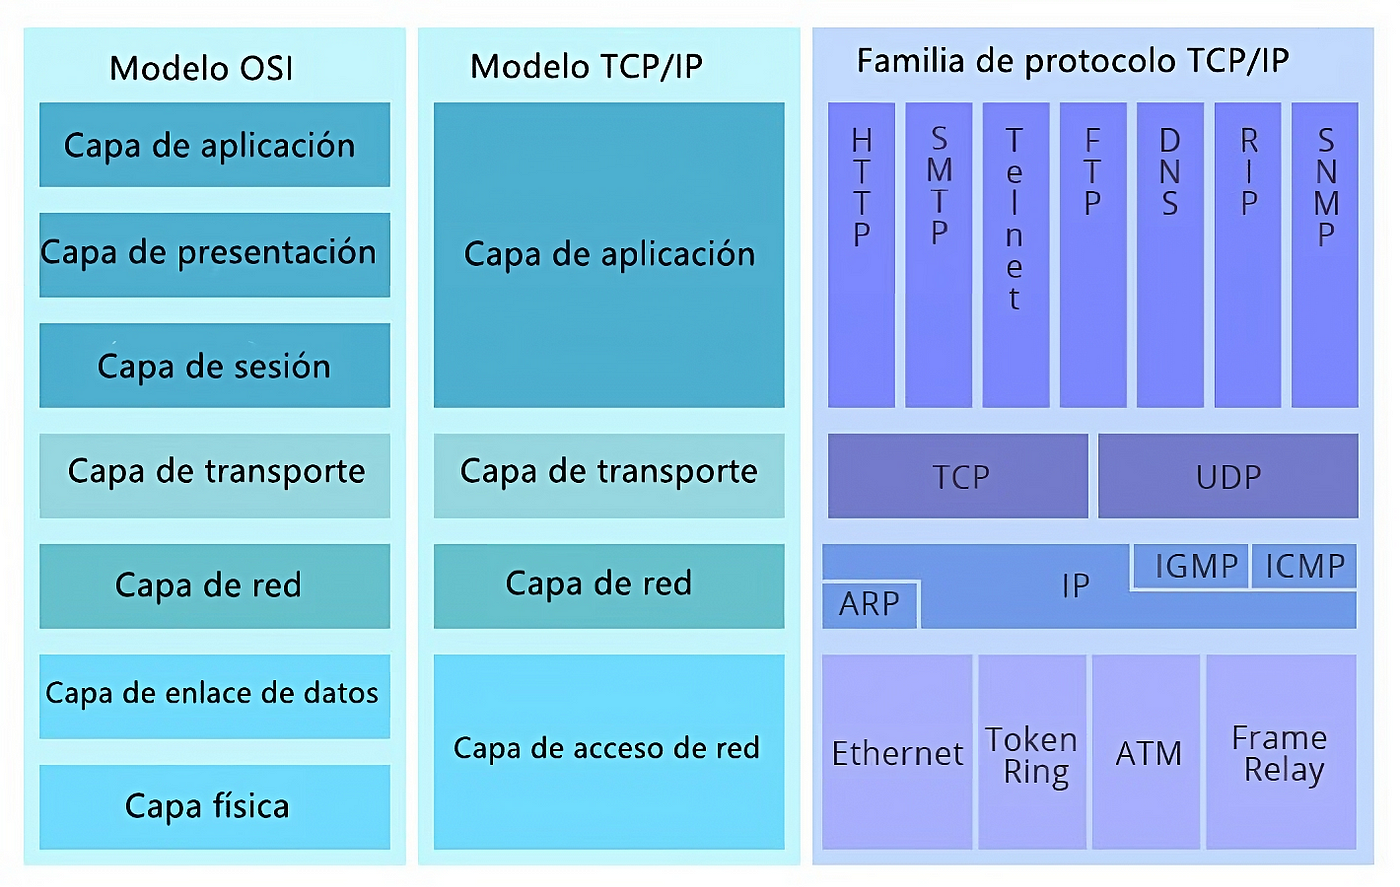 Modelo OSI
Capa de aplicación
Capa de presentación
Capa de sesión
Capa de transporte
Capa de red
Capa de enlace de datos
Capa física
Modelo TCP/IP
Capa de aplicación
Capa de transporte
Capa de red
Capa de acceso de red
Familia de protocolo TCP/IP
HTTP
SMTP
Telnet
FTP
DNS
RIP
SNMP
TCP
UDP
ARP
IP
IGMP
ICMP
Ethernet
Token
Ring
ATM
Frame
Relay